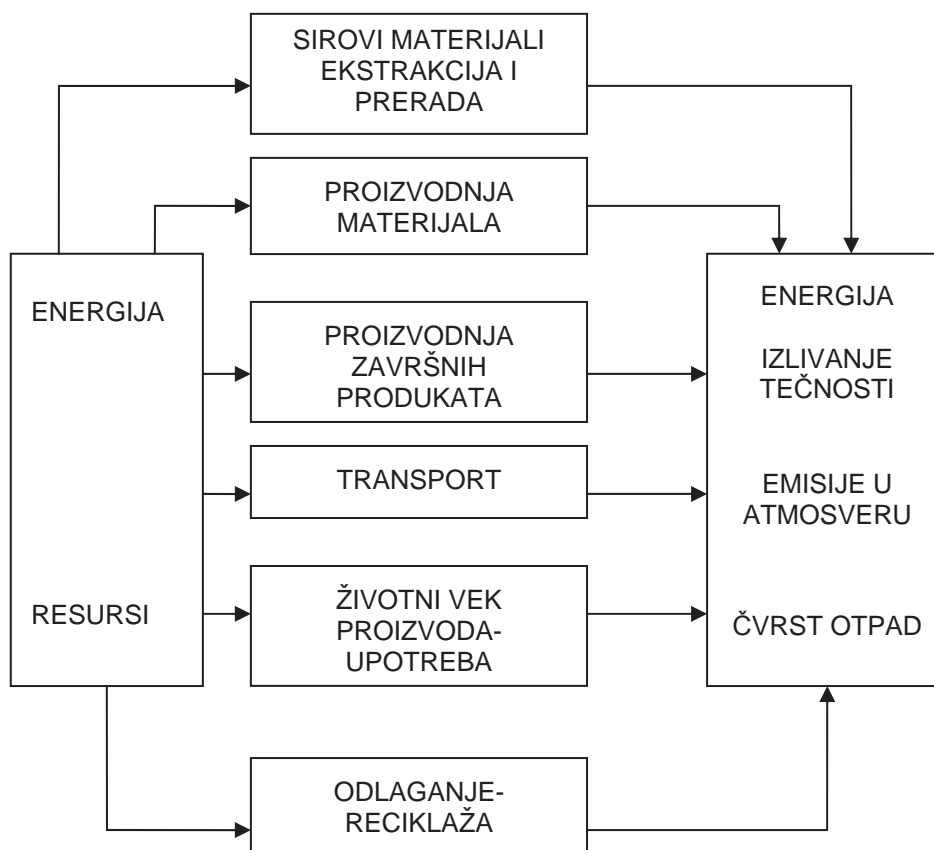 SIROVI MATERIJALI
EKSTRAKCIJA I
PRERADA
PROIZVODNJA
MATERIJALA
ENERGIJA
RESURSI
PROIZVODNJA
ZAVRŠNIH
PRODUKATA
TRANSPORT
ŽIVOTNI VEK
PROIZVODA-
UPOTREBA
ODLAGANJE-
RECIKLAŽA
ENERGIJA
IZLIVANJE
TEČNOSTI
EMISIJE U
ATMOSVERU
ČVRST OTPAD